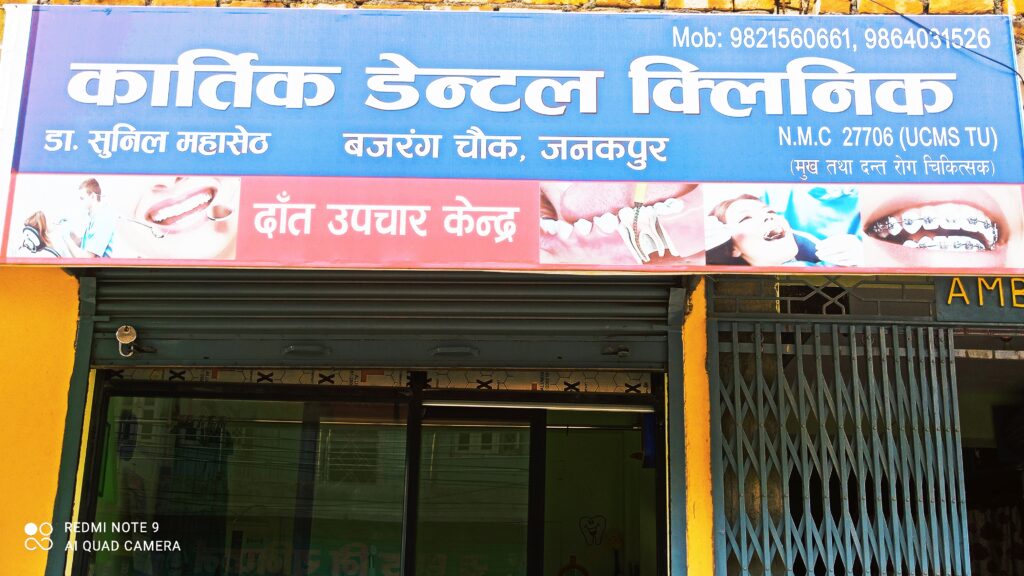 Mob: 9821560661, 9864031526
कार्तिक डेन्टल क्लिनिक
डा. सुनिल महासेठ
बजरंग चौक, जनकपुर
N.M.C 27706 (UCMS TU)
(मुख तथा दन्त रोग चिकित्सक)
दाँत उपचार केन्द्र
AMB
REDMI NOTE 9
AI QUAD CAMERA